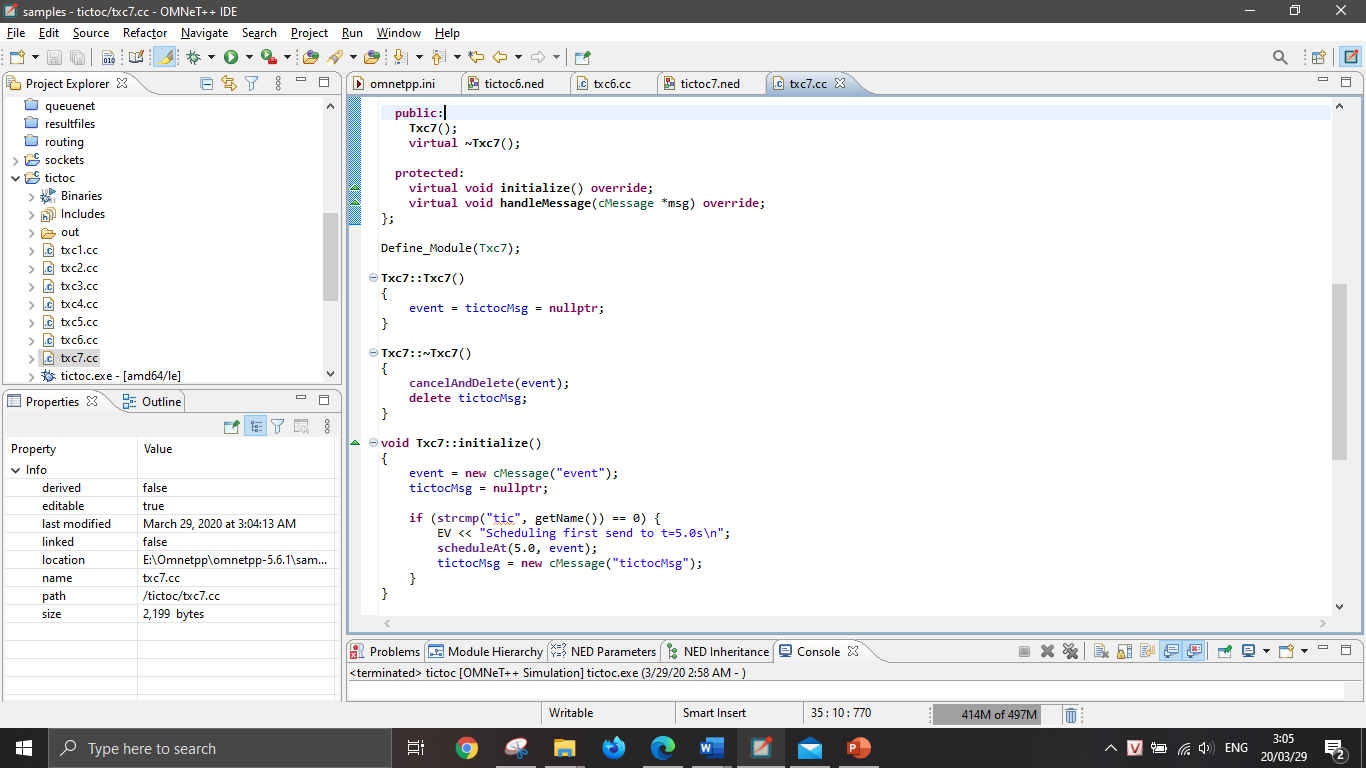 samples - tictoc/txc7.cc - OMNeT++ IDE
File Edit Source Refactor Navigate Search Project Run Window Help
Project Explorer
omnetpp.ini tictoc6.ned txc6.cc tictoc7.ned txc7.cc
queuenet
resultfiles
routing
sockets
tictoc
Binaries
Includes
out
txc1.cc
txc2.cc
txc3.cc
txc4.cc
txc5.cc
txc6.cc
txc7.cc
tictoc.exe - [amd64/le]
public:
Txc7();
virtual ~Txc7();
protected:
virtual void initialize() override;
virtual void handleMessage(cMessage *msg) override;
};
Define_Module(Txc7);
Txc7::Txc7()
{
event = tictocMsg = nullptr;
}
Txc7::~Txc7()
{
cancelAndDelete(event);
delete tictocMsg;
}
void Txc7::initialize()
{
event = new cMessage("event");
tictocMsg = nullptr;
if (strcmp("tic", getName()) == 0) {
EV << "Scheduling first send to t=5.0s\n";
scheduleAt(5.0, event);
tictocMsg = new cMessage("tictocMsg");
}
}
Properties Outline
Property Value
Info
derived false
editable true
last modified March 29, 2020 at 3:04:13 AM
linked false
location E:\Omnetpp\omnetpp-5.6.1\sam...
name txc7.cc
path /tictoc/txc7.cc
size 2,199 bytes
Problems Module Hierarchy NED Parameters NED Inheritance Console
<terminated> tictoc [OMNeT++ Simulation] tictoc.exe (3/29/20 2:58 AM - )
Writable Smart Insert 35 : 10 : 770 414M of 497M
Type here to search
ENG
3:05
20/03/29
2